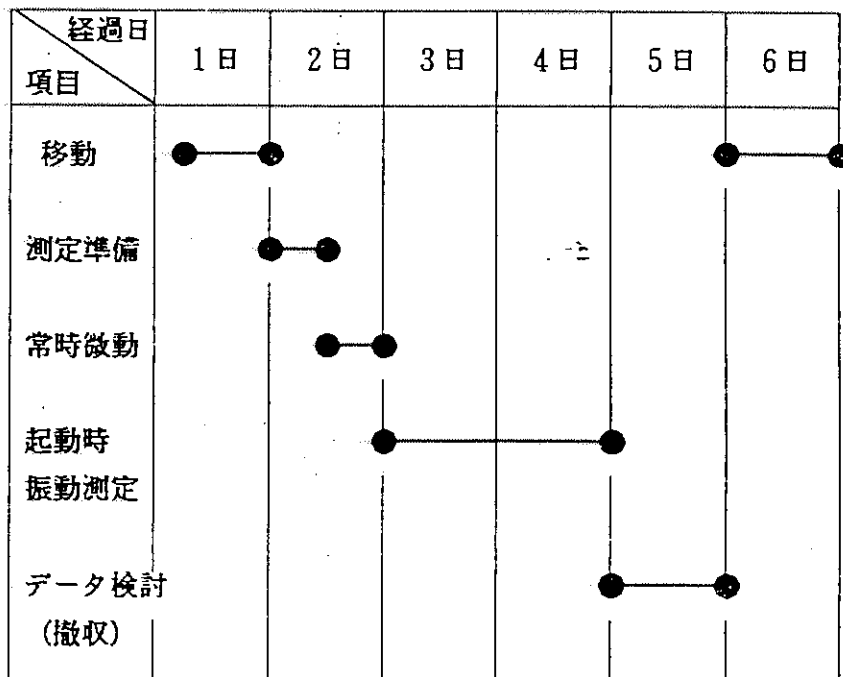 経過日
項目
1日 2日 3日 4日 5日 6日
移動
測定準備
常時微動
起動時
振動測定
データ検討
(撤収)